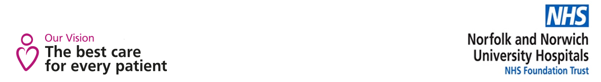 Our Vision
The best care
for every patient
NHS
Norfolk and Norwich
University Hospitals
NHS Foundation Trust